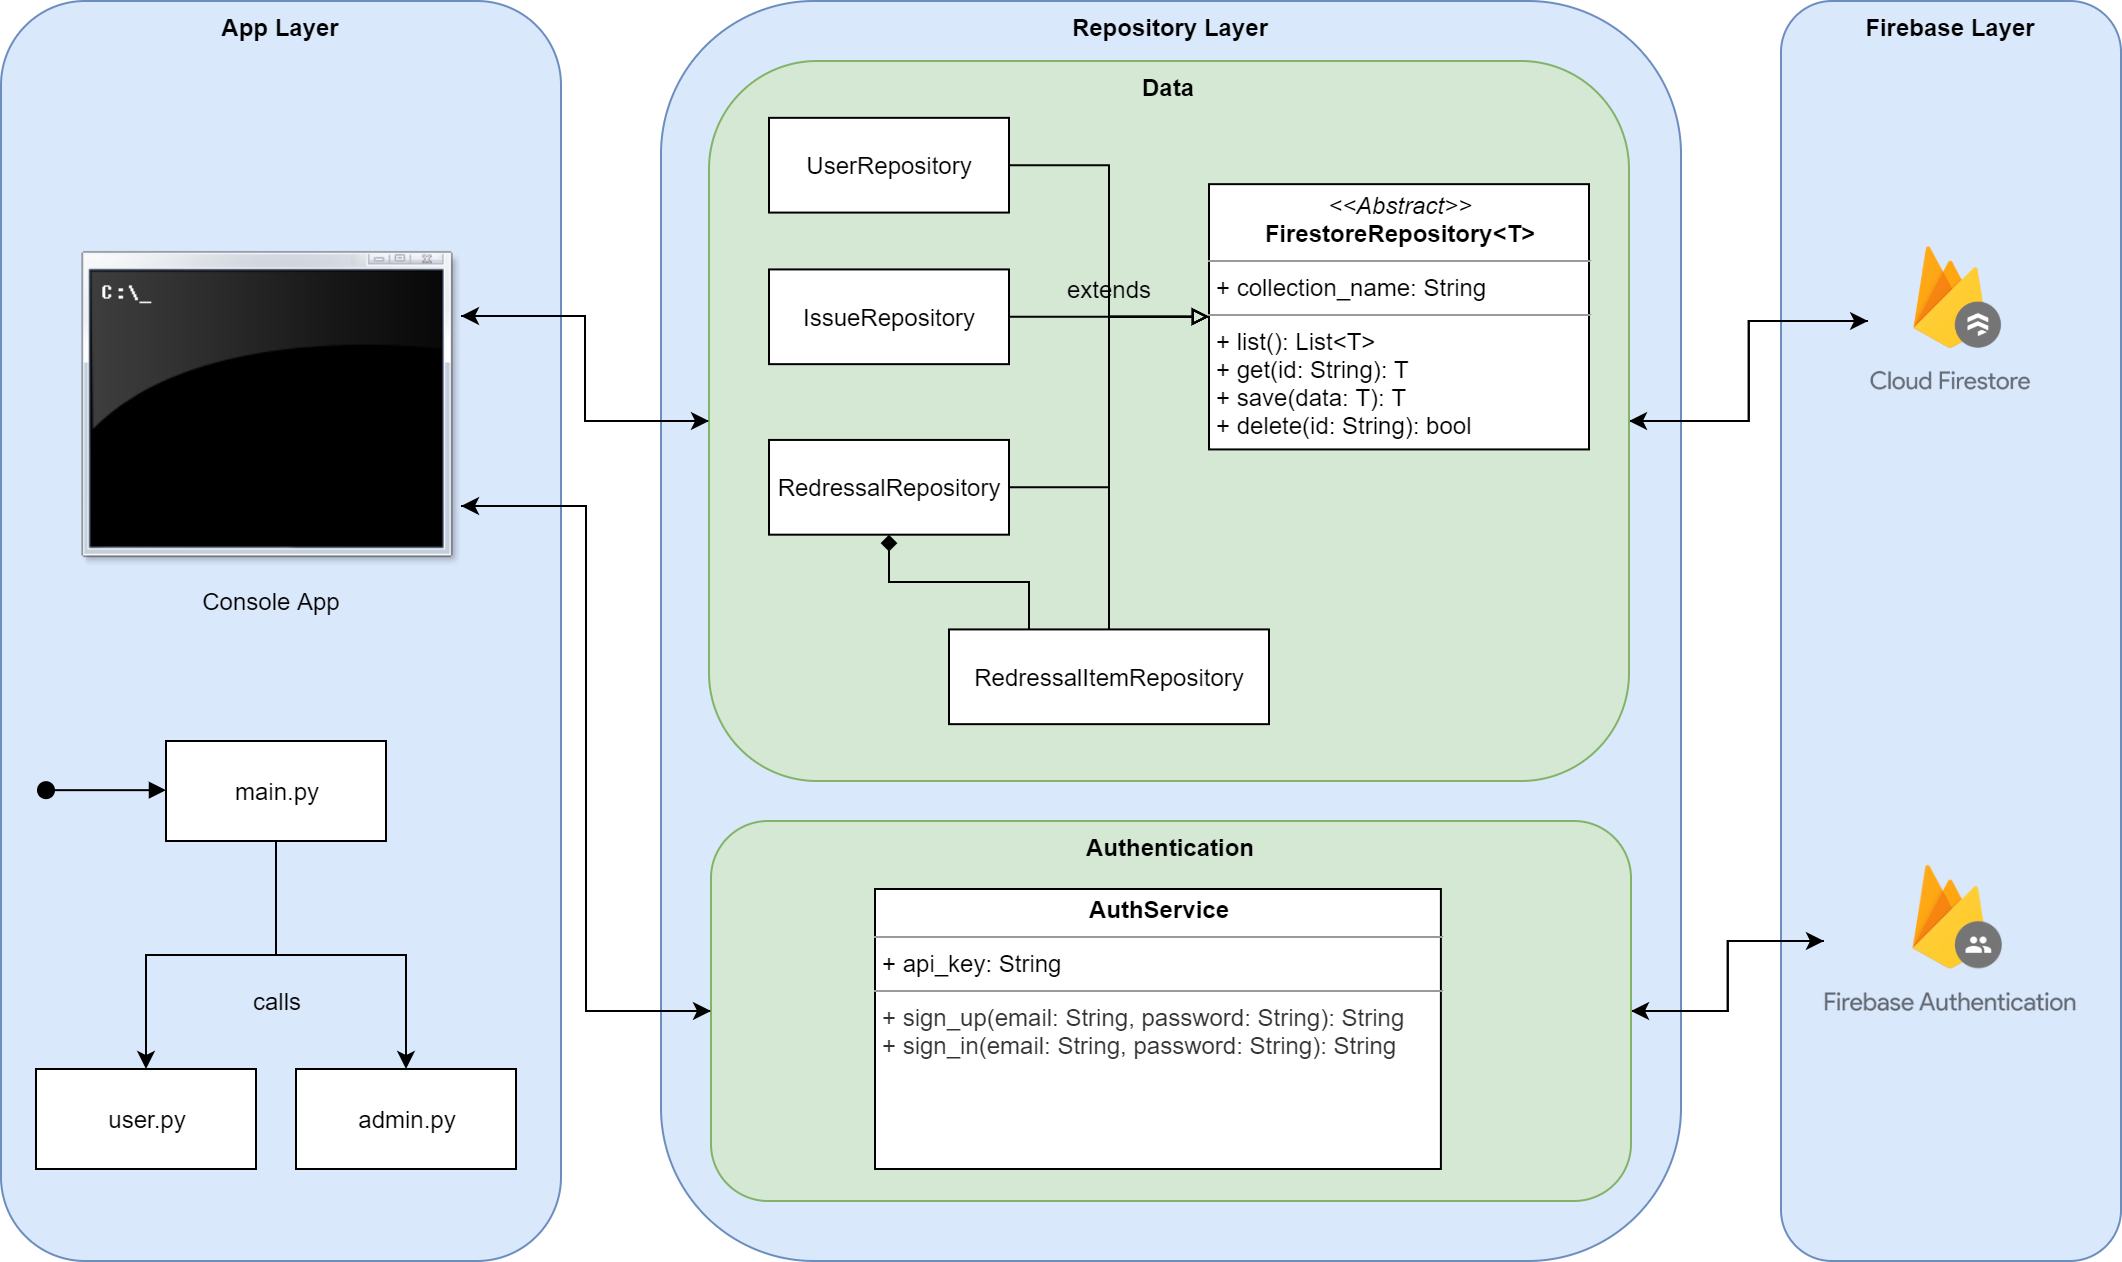 App Layer
C:\_
Console App
main.py
calls
user.py
admin.py
Repository Layer
Data
UserRepository
IssueRepository
RedressalRepository
RedressalItemRepository
extends
<<Abstract>>
FirestoreRepository<T>
+ collection_name: String
+ list(): List<T>
+ get(id: String): T
+ save(data: T): T
+ delete(id: String): bool
Authentication
AuthService
+ api_key: String
+ sign_up(email: String, password: String): String
+ sign_in(email: String, password: String): String
Firebase Layer
Cloud Firestore
Firebase Authentication